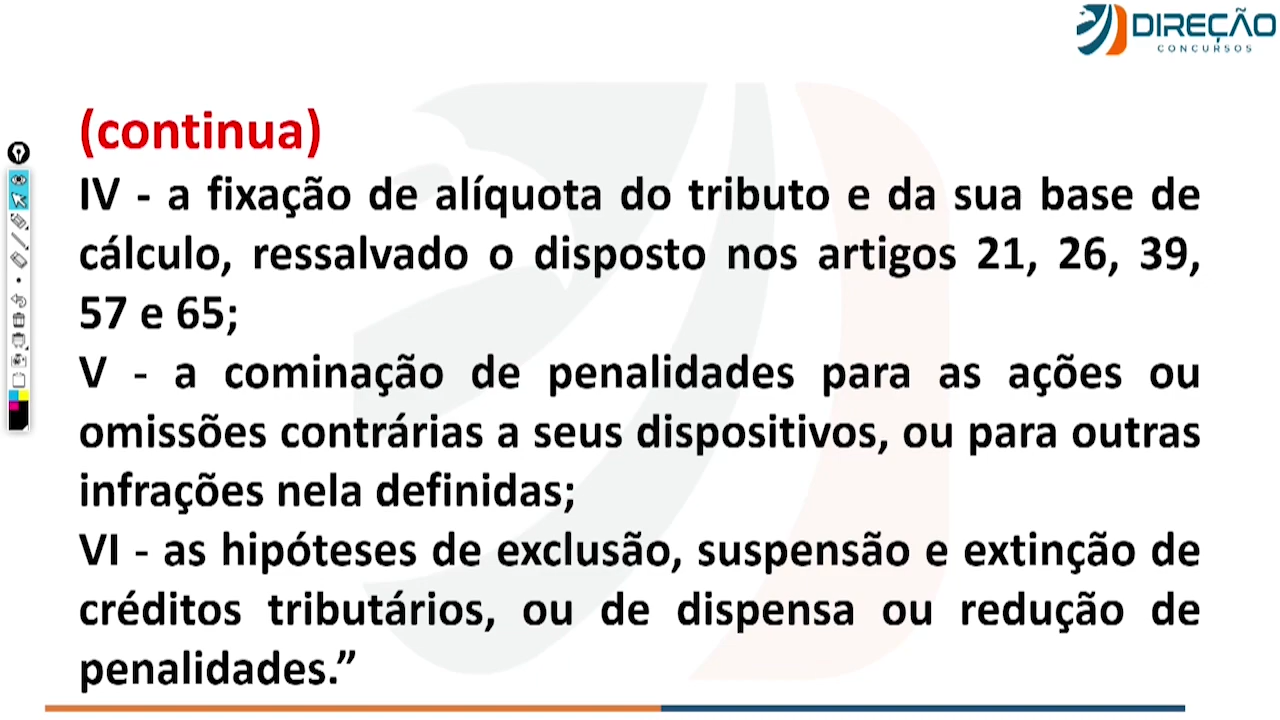 DIREÇÃO
CONCURSOS
(continua)
IV - a fixação de alíquota do tributo e da sua base de
cálculo, ressalvado o disposto nos artigos 21, 26, 39,
57 e 65;
V - a cominação de penalidades para as ações ou
omissões contrárias a seus dispositivos, ou para outras
infrações nela definidas;
VI - as hipóteses de exclusão, suspensão e extinção de
créditos tributários, ou de dispensa ou redução de
penalidades.”